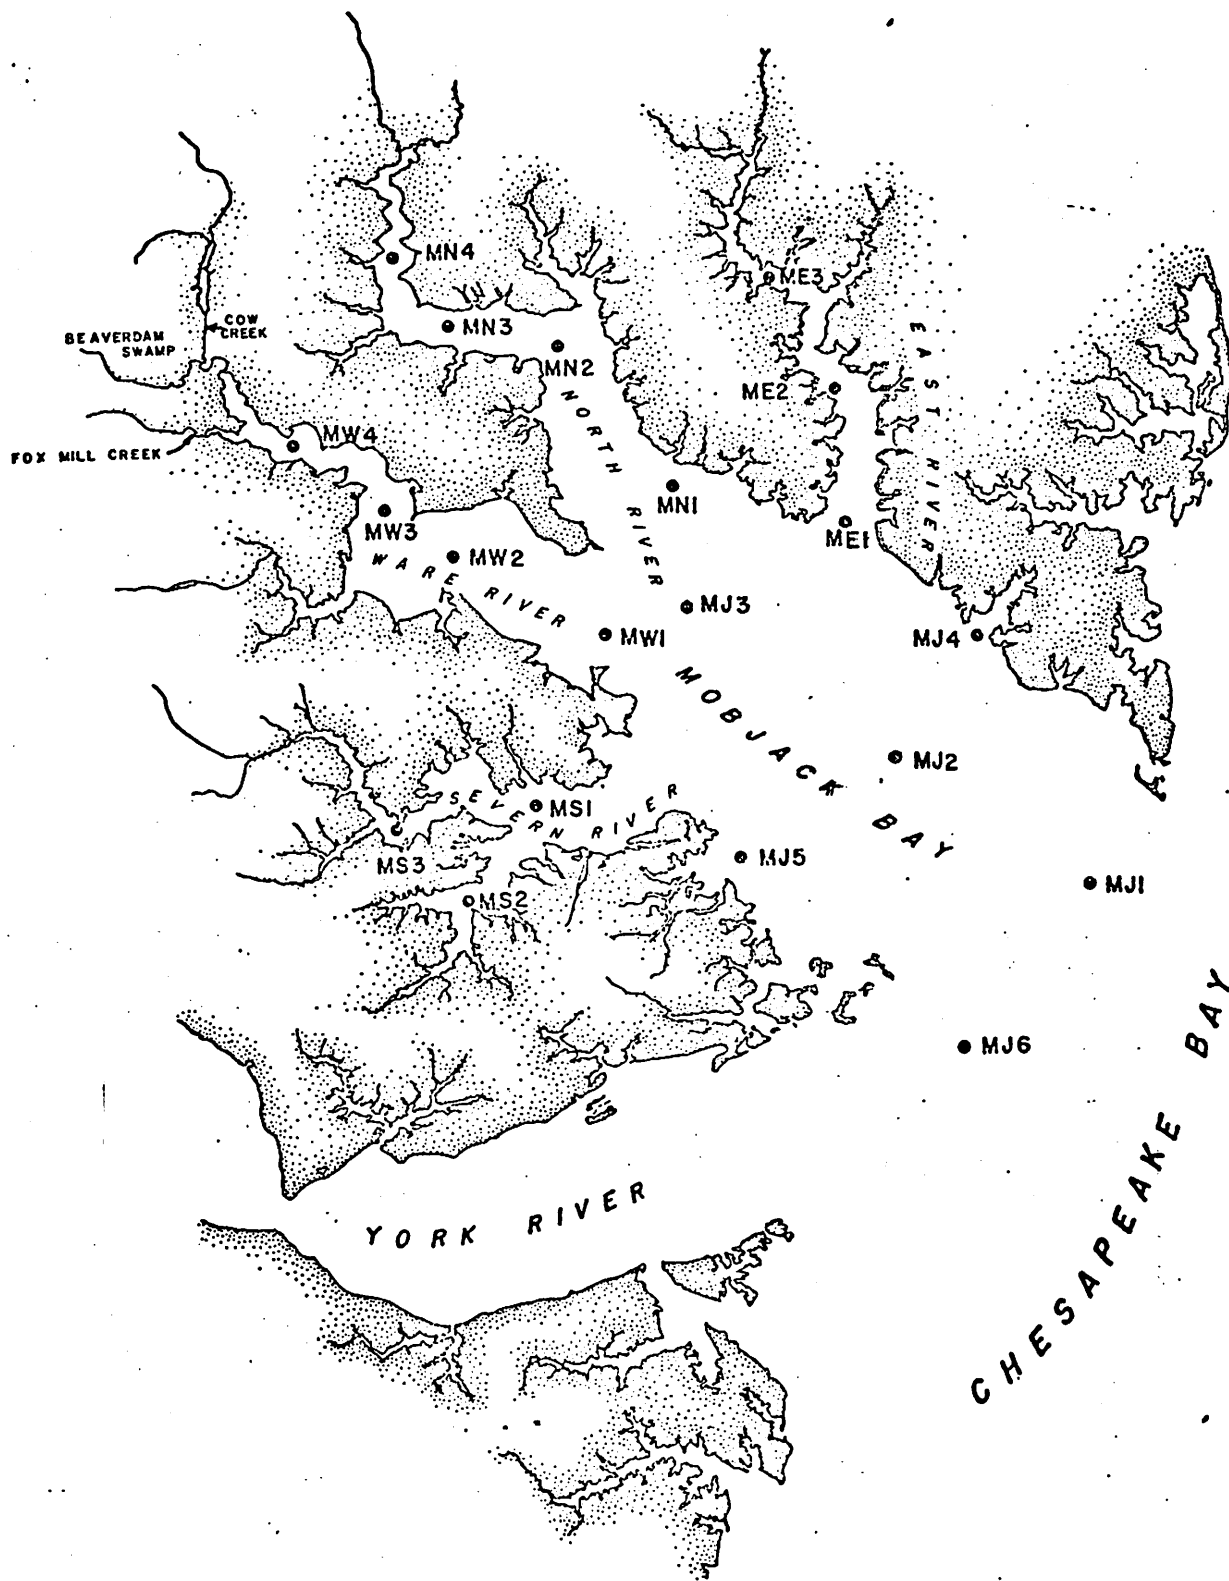 MN4
ME3
COW
CREEK
BEAVERDAM
SWAMP
MN3
MN2
EAST RIVER
ME2
NORTH RIVER
MW4
FOX MILL CREEK
MN1
MW3
ME1
MW2
WARE RIVER
MJ3
MW1
MJ4
MOBJACK BAY
MJ2
MS1
SEVERN RIVER
MJ5
MS3
MJ1
MS2
MJ6
YORK RIVER
CHESAPEAKE BAY